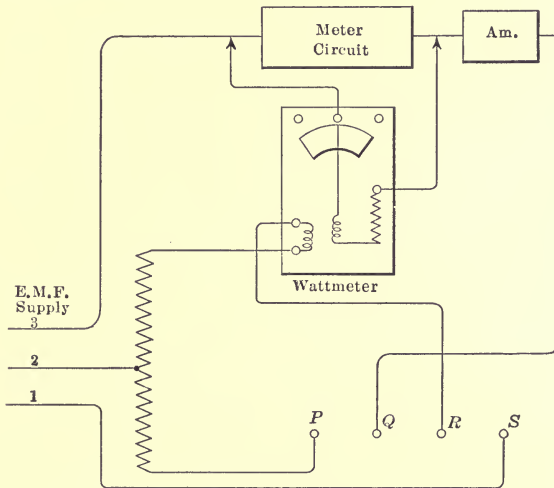 Meter
Circuit
Am.
Wattmeter
E.M.F.
Supply
3
2
1
P Q R S